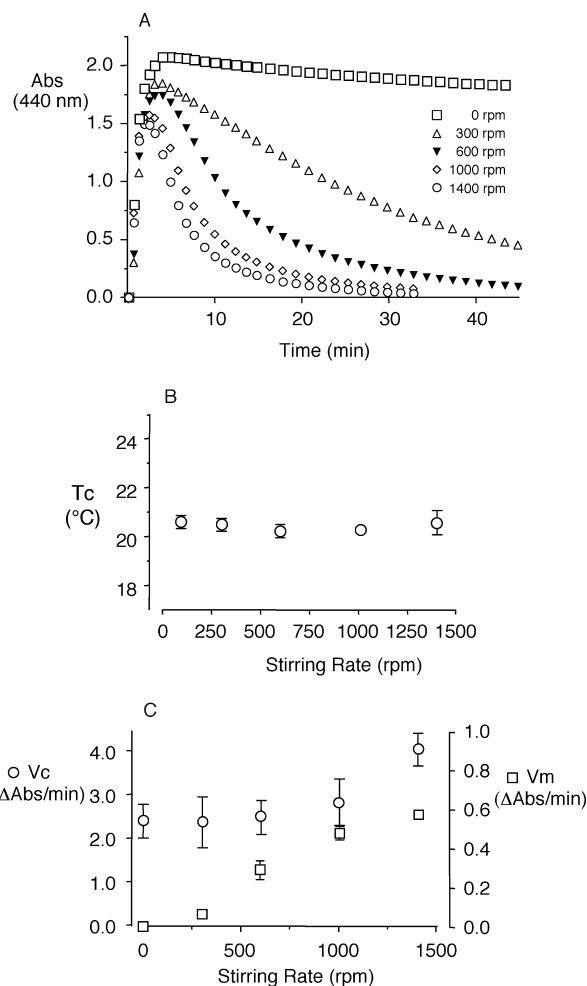 A
Abs
(440 nm)
2.0
1.5
1.0
0.5
0.0
0 rpm
300 rpm
600 rpm
1000 rpm
1400 rpm
10 20 30 40
Time (min)
B
Tc
(°C)
24
22
20
18
0 250 500 750 1000 1250 1500
Stirring Rate (rpm)
C
Vc
(ΔAbs/min)
4.0
3.0
2.0
1.0
0.0
1.0
0.8
0.6
0.4
0.2
0.0
Vm
(ΔAbs/min)
0 500 1000 1500
Stirring Rate (rpm)